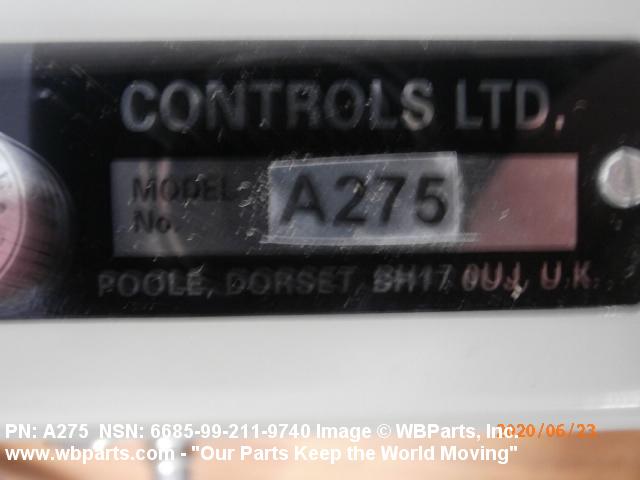 CONTROLS LTD.
MODEL
No.
A275
POOLE, DORSET, BH17 0UJ, U.K.
PN: A275 NSN: 6685-99-211-9740 Image © WBParts, Inc.
2020/06/23
www.wbparts.com - "Our Parts Keep the World Moving"